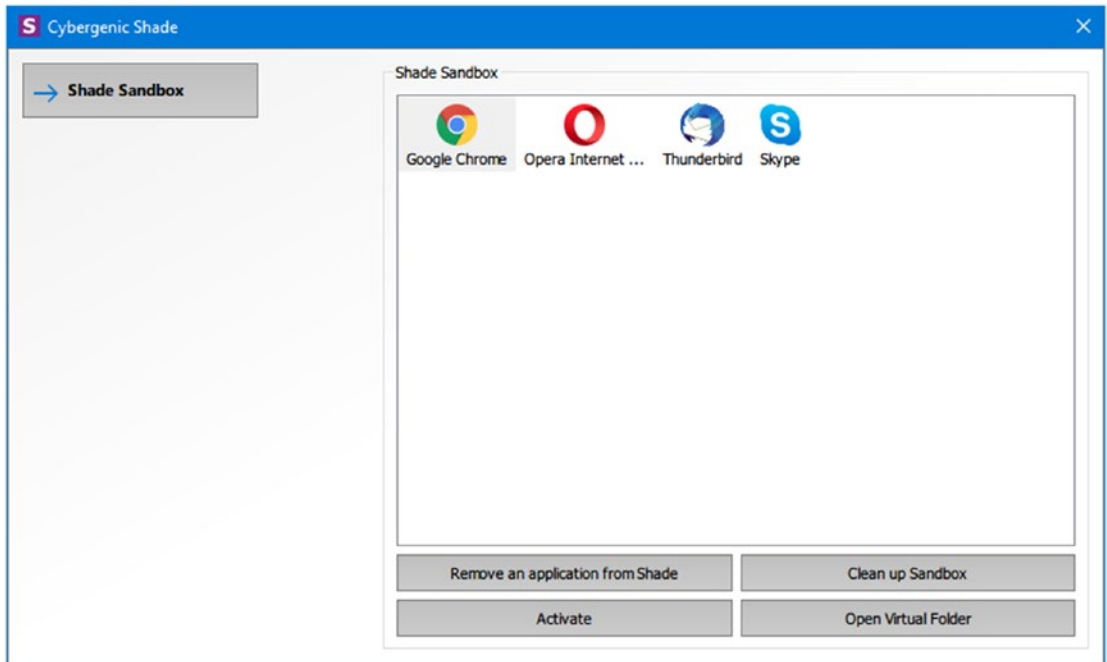 S Cybergenic Shade
Shade Sandbox
Shade Sandbox
Google Chrome Opera Internet ... Thunderbird Skype
Remove an application from Shade Clean up Sandbox
Activate Open Virtual Folder